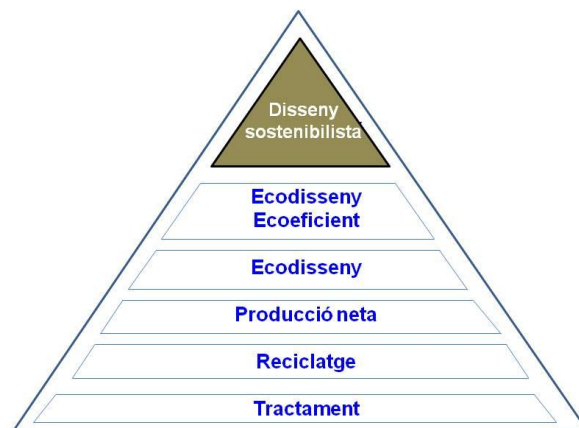 Disseny
sostenibilista
Ecodisseny
Ecoeficient
Ecodisseny
Producció neta
Reciclatge
Tractament